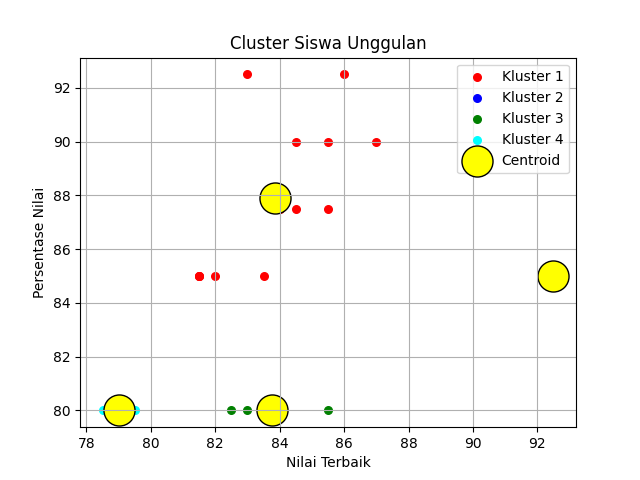 Cluster Siswa Unggulan
Persentase Nilai
92
90
88
86
84
82
80
78
80
82
84
86
88
90
92
Nilai Terbaik
Kluster 1
Kluster 2
Kluster 3
Kluster 4
Centroid